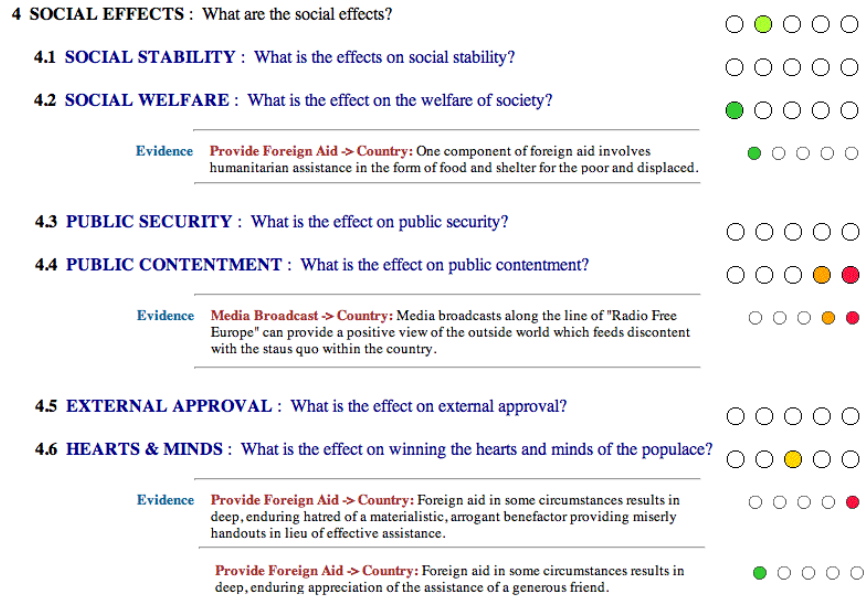 4 SOCIAL EFFECTS : What are the social effects?
4.1 SOCIAL STABILITY : What is the effects on social stability?
4.2 SOCIAL WELFARE : What is the effect on the welfare of society?
Evidence Provide Foreign Aid -> Country: One component of foreign aid involves
humanitarian assistance in the form of food and shelter for the poor and displaced.
4.3 PUBLIC SECURITY : What is the effect on public security?
4.4 PUBLIC CONTENTMENT : What is the effect on public contentment?
Evidence Media Broadcast -> Country: Media broadcasts along the line of "Radio Free
Europe" can provide a positive view of the outside world which feeds discontent
with the staus quo within the country.
4.5 EXTERNAL APPROVAL : What is the effect on external approval?
4.6 HEARTS & MINDS : What is the effect on winning the hearts and minds of the populace?
Evidence Provide Foreign Aid -> Country: Foreign aid in some circumstances results in
deep, enduring hatred of a materialistic, arrogant benefactor providing miserly
handouts in lieu of effective assistance.
Provide Foreign Aid -> Country: Foreign aid in some circumstances results in
deep, enduring appreciation of the assistance of a generous friend.